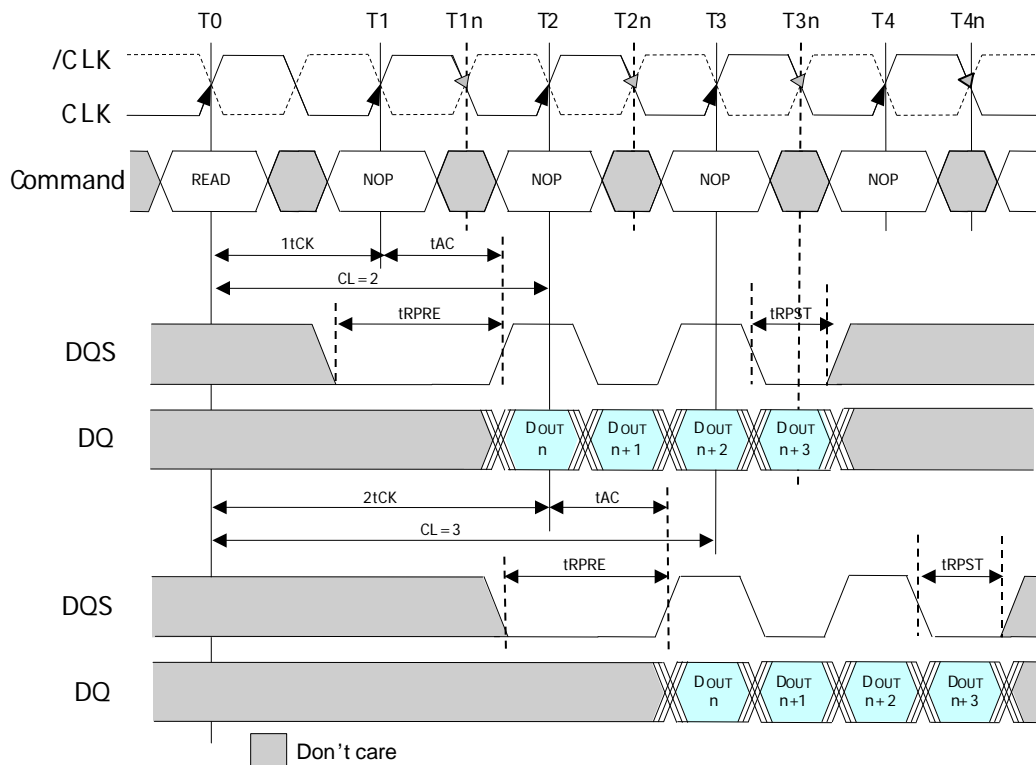 T0 T1 T1n T2 T2n T3 T3n T4 T4n
/CLK
CLK
Command READ NOP NOP NOP NOP
1tCK tAC
CL=2
tRPRE tRPST
DQS
DQ DOUT n DOUT n+1 DOUT n+2 DOUT n+3
2tCK tAC
CL=3
tRPRE tRPST
DQS
DQ DOUT n DOUT n+1 DOUT n+2 DOUT n+3
Don't care